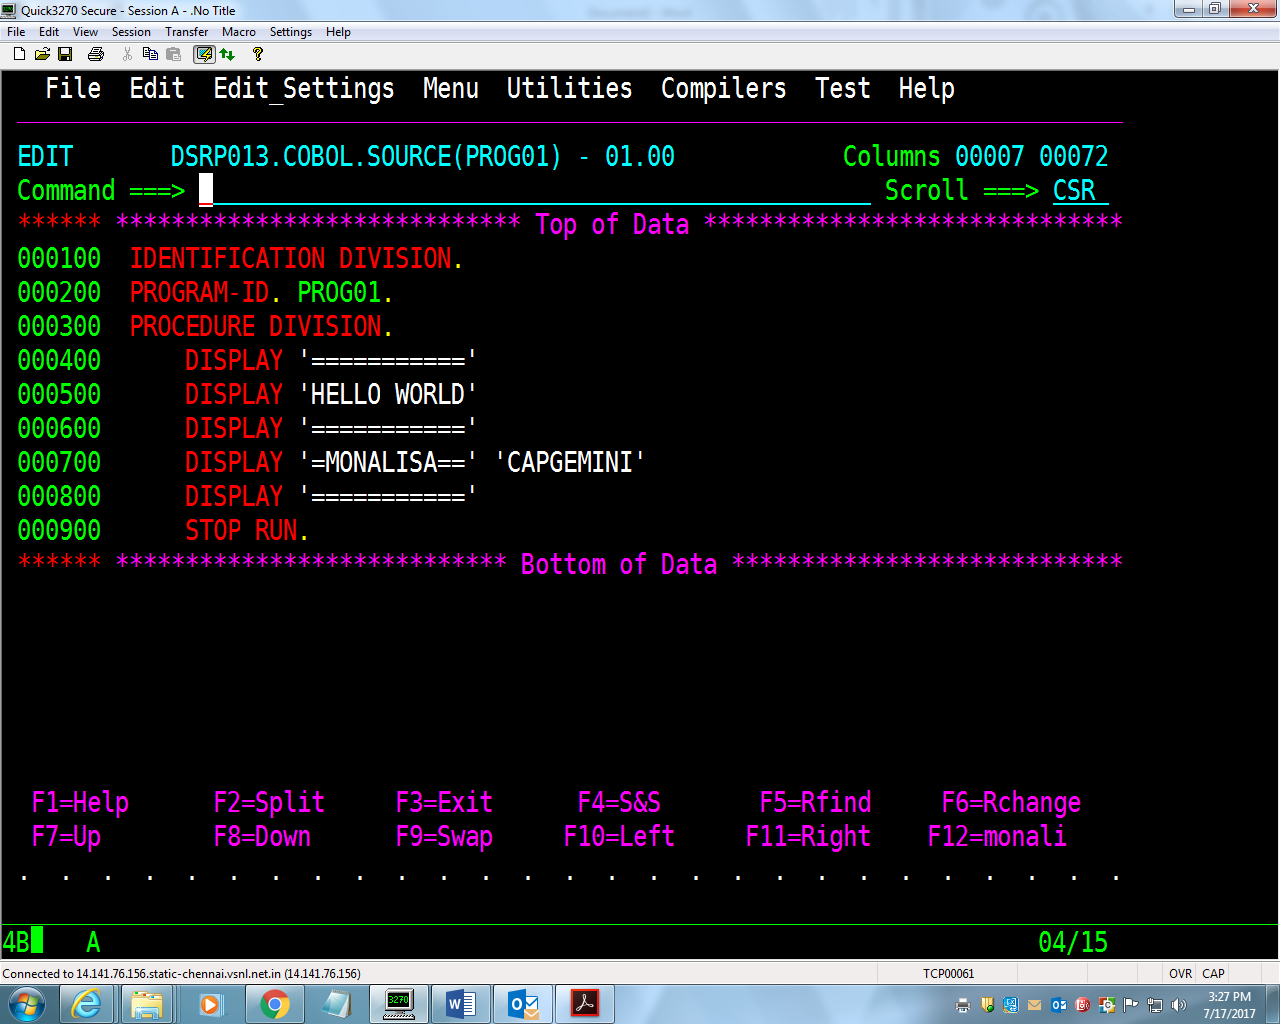 Quick3270 Secure - Session A - .No Title
File Edit View Session Transfer Macro Settings Help
File Edit Edit_Settings Menu Utilities Compilers Test Help
EDIT DSRP013.COBOL.SOURCE(PROG01) - 01.00 Columns 00007 00072
Command ===> Scroll ===> CSR
****** ***************************** Top of Data ******************************
000100 IDENTIFICATION DIVISION.
000200 PROGRAM-ID. PROG01.
000300 PROCEDURE DIVISION.
000400 DISPLAY '==========='
000500 DISPLAY 'HELLO WORLD'
000600 DISPLAY '==========='
000700 DISPLAY '=MONALISA==' 'CAPGEMINI'
000800 DISPLAY '==========='
000900 STOP RUN.
****** **************************** Bottom of Data ****************************
F1=Help F2=Split F3=Exit F4=S&S F5=Rfind F6=Rchange
F7=Up F8=Down F9=Swap F10=Left F11=Right F12=monali
. . . . . . . . . . . . . . . . . . . . . . . . . . .
4B A 04/15
Connected to 14.141.76.156.static-chennai.vsnl.net.in (14.141.76.156) TCP00061 OVR CAP
3270
3:27 PM
7/17/2017